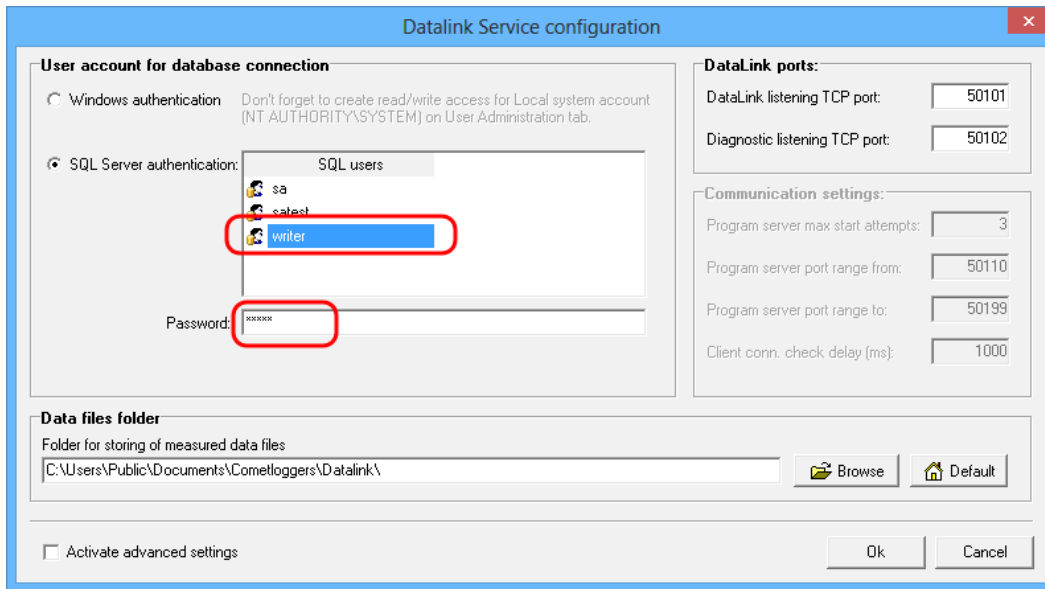 Datalink Service configuration
User account for database connection
Windows authentication
Don't forget to create read/write access for Local system account
(NT AUTHORITY\SYSTEM) on User Administration tab.
SQL Server authentication:
SQL users
sa
satest
writer
Password:
*****
DataLink ports:
DataLink listening TCP port: 50101
Diagnostic listening TCP port: 50102
Communication settings:
Program server max start attempts: 3
Program server port range from: 50110
Program server port range to: 50199
Client conn. check delay (ms): 1000
Data files folder
Folder for storing of measured data files
C:\Users\Public\Documents\Cometloggers\Datalink\
Browse
Default
Activate advanced settings
Ok
Cancel